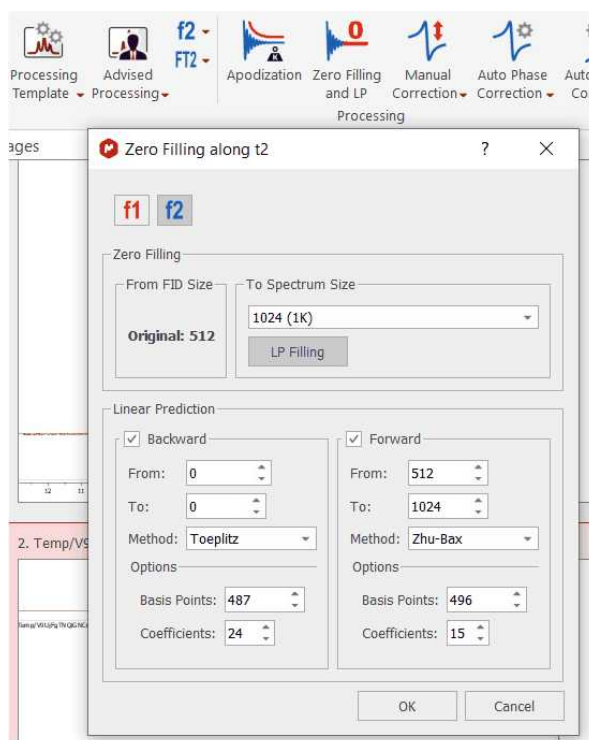 f2
FT2
Processing Template
Advised Processing
Apodization
Zero Filling and LP
Manual Correction
Auto Phase Correction
Processing
ages
Zero Filling along t2
?
f1 f2
Zero Filling
From FID Size
To Spectrum Size
Original: 512
1024 (1K)
LP Filling
Linear Prediction
Backward
Forward
From: 0
From: 512
To: 0
To: 1024
Method: Toeplitz
Method: Zhu-Bax
Options
Options
Basis Points: 487
Basis Points: 496
Coefficients: 24
Coefficients: 15
12 11
2. Temp/V9
OK
Cancel